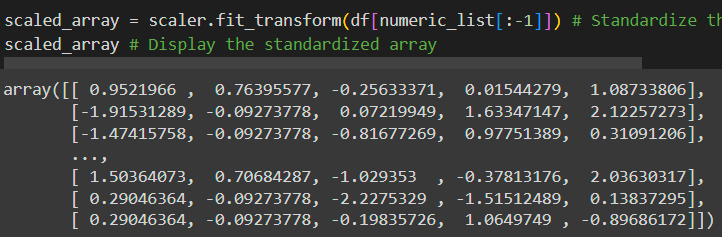 scaled_array = scaler.fit_transform(df[numeric_list[:-1]]) # Standardize th
scaled_array # Display the standardized array
array([[ 0.9521966 ,  0.76395577, -0.25633371,  0.01544279,  1.08733806],
       [-1.91531289, -0.09273778,  0.07219949,  1.63347147,  2.12257273],
       [-1.47415758, -0.09273778, -0.81677269,  0.97751389,  0.31091206],
       ...,
       [ 1.50364073,  0.70684287, -1.029353  , -0.37813176,  2.03630317],
       [ 0.29046364, -0.09273778, -2.2275329 , -1.51512489,  0.13837295],
       [ 0.29046364, -0.09273778, -0.19835726,  1.0649749 , -0.89686172]])